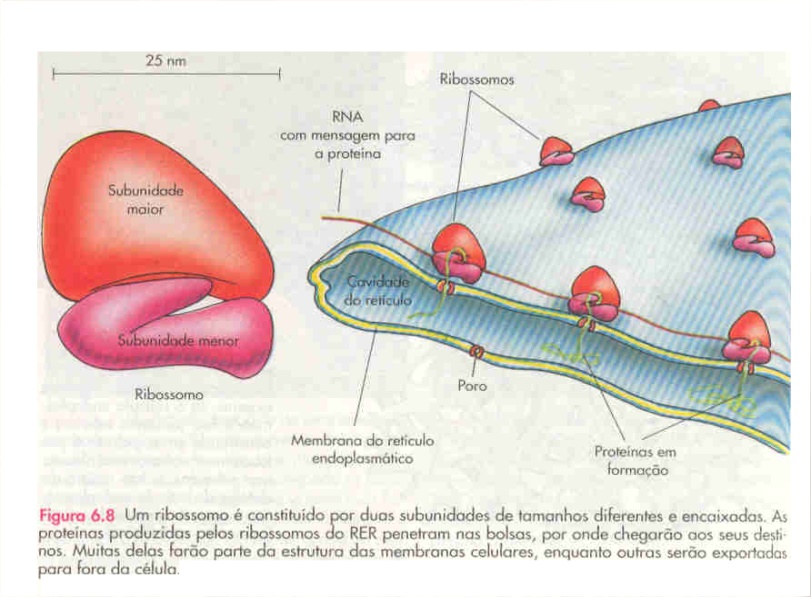 25 nm
Ribossomos
RNA
com mensagem para
a proteína
Subunidade
maior
Cavidade
do retículo
Subunidade menor
Ribossomo
Poro
Membrana do retículo
endoplasmático
Proteínas em
formação
Figura 6.8 Um ribossomo é constituído por duas subunidades de tamanhos diferentes e encaixadas. As
proteínas produzidas pelos ribossomos do RER penetram nas bolsas, por onde chegarão aos seus desti-
nos. Muitas delas farão parte da estrutura das membranas celulares, enquanto outras serão exportadas
para fora da célula.